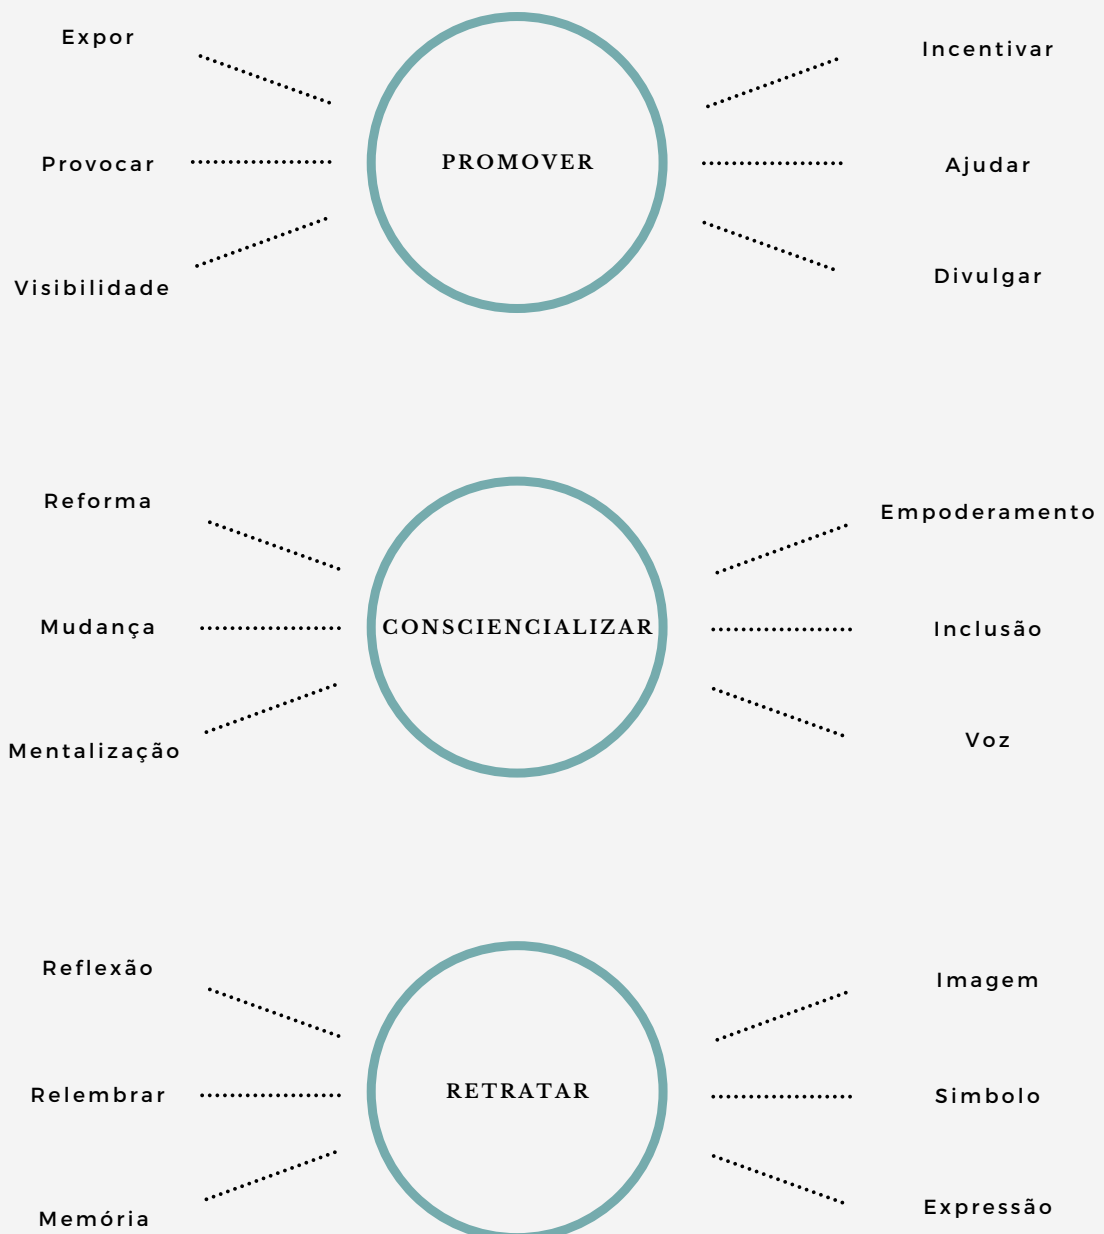 Expor
Incentivar
Provocar
PROMOVER
Ajudar
Visibilidade
Divulgar
Reforma
Empoderamento
Mudança
CONSCIENCIALIZAR
Inclusão
Mentalização
Voz
Reflexão
Imagem
Relembrar
RETRATAR
Simbolo
Memória
Expressão